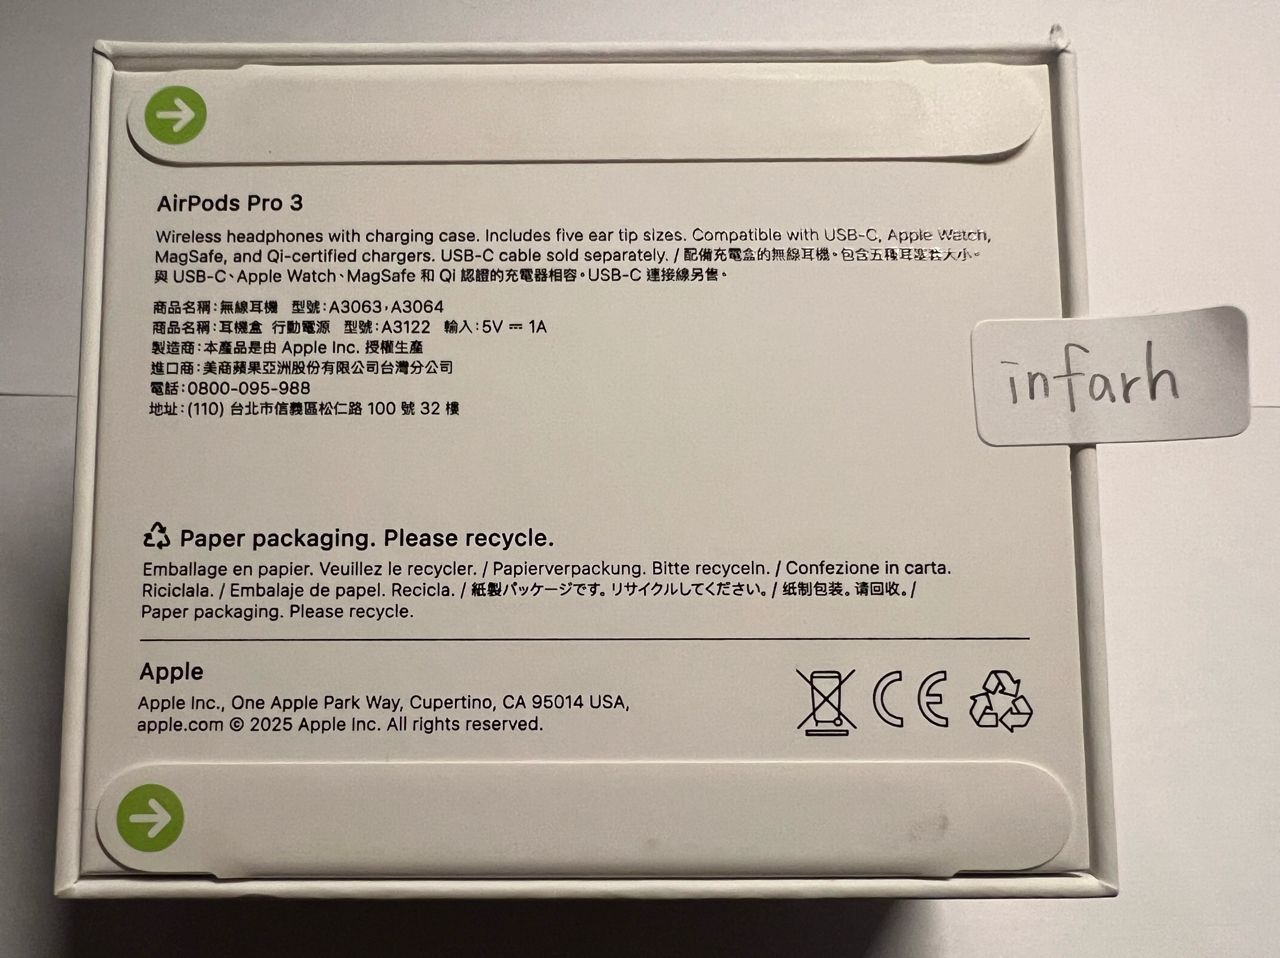 AirPods Pro 3
Wireless headphones with charging case. Includes five ear tip sizes. Compatible with USB-C, Apple Watch,
MagSafe, and Qi-certified chargers. USB-C cable sold separately. / 配備充電盒的無線耳機。包含五種耳塞套大小。
與 USB-C、Apple Watch、MagSafe 和 Qi 認證的充電器相容。USB-C 連接線另售。
商品名稱：無線耳機 型號：A3063，A3064
商品名稱：耳機盒 行動電源 型號：A3122 輸入：5V ⎓ 1A
製造商：本產品是由 Apple Inc. 授權生產
進口商：美商蘋果亞洲股份有限公司台灣分公司
電話：0800-095-988
地址：(110) 台北市信義區松仁路 100 號 32 樓
infarh
Paper packaging. Please recycle.
Emballage en papier. Veuillez le recycler. / Papierverpackung. Bitte recyceln. / Confezione in carta.
Riciclala. / Embalaje de papel. Recicla. / 紙製パッケージです。リサイクルしてください。/ 纸制包装。请回收。/
Paper packaging. Please recycle.
Apple
Apple Inc., One Apple Park Way, Cupertino, CA 95014 USA,
apple.com © 2025 Apple Inc. All rights reserved.
CE